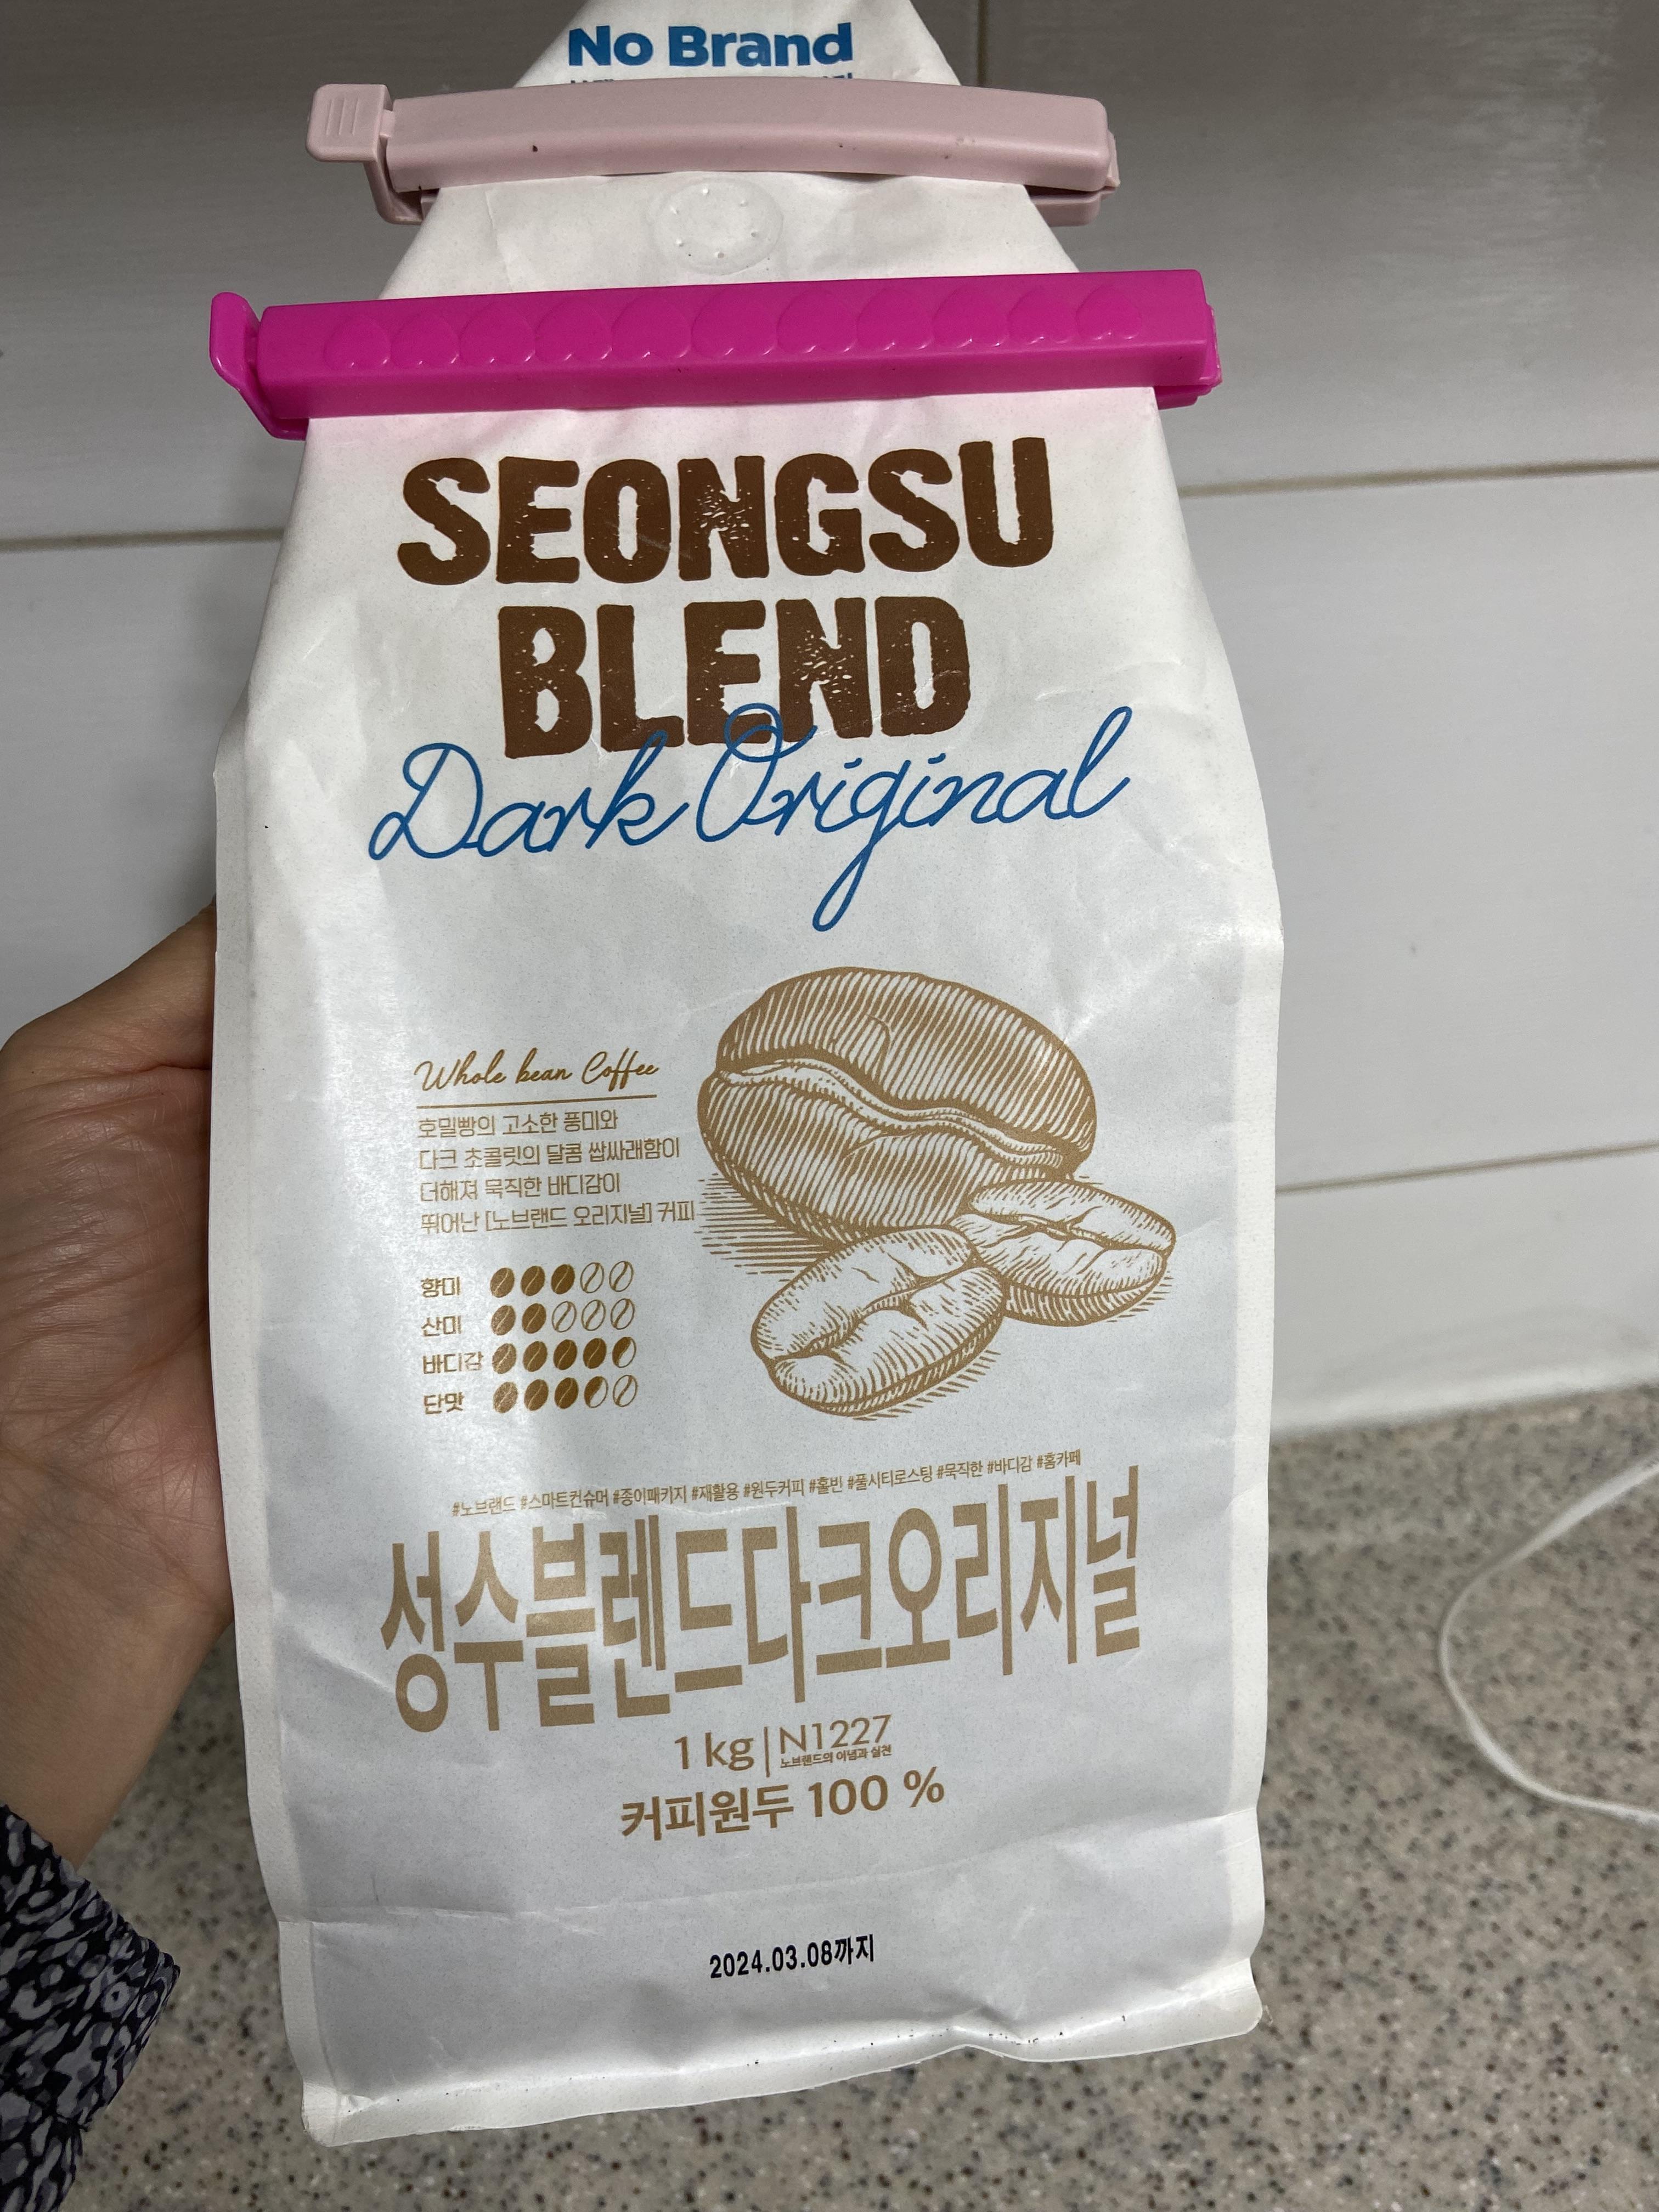 No Brand
SEONGSU
BLEND
Dark Original
Whole bean Coffee
호밀빵의 고소한 풍미와
다크 초콜릿의 달콤 쌉싸래함이
더해져 묵직한 바디감이
뛰어난 [노브랜드 오리지널] 커피
향미
산미
바디감
단맛
#노브랜드 #스마트컨슈머 #종이패키지 #재활용 #원두커피 #홀빈 #풀시티로스팅 #묵직한 #바디감 #홈카페
성수블렌드다크오리지널
1 kg | N1227
노브랜드의 이념과 실천
커피원두 100 %
2024.03.08까지